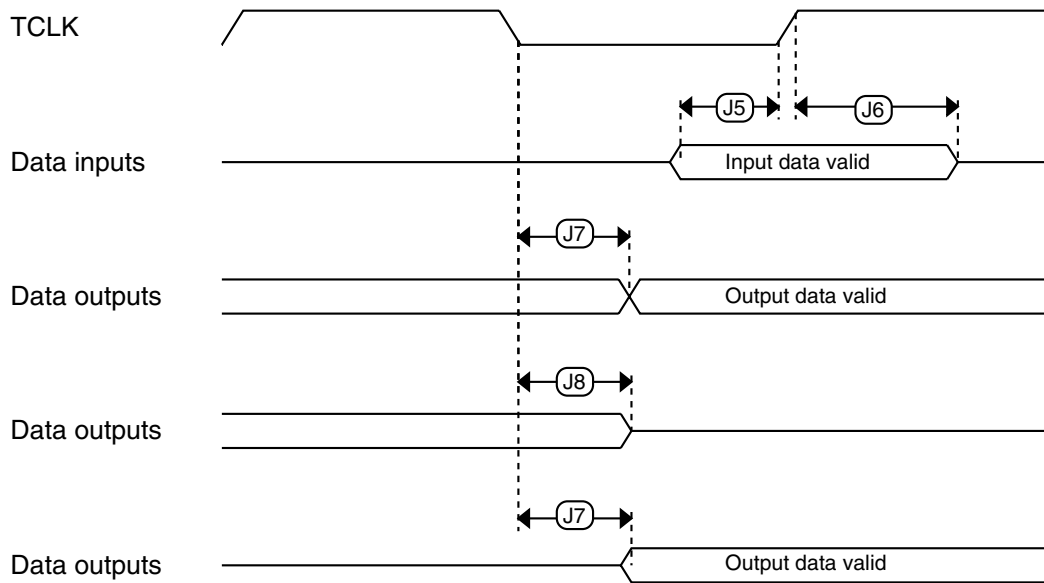 TCLK
J5
J6
Data inputs
Input data valid
J7
Data outputs
Output data valid
J8
Data outputs
J7
Data outputs
Output data valid